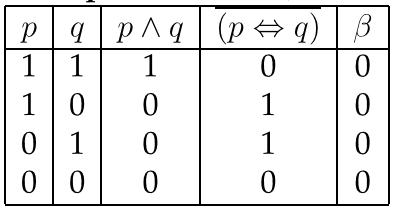 p q p ∧ q (p ⇔ q) β
1 1 1 0 0
1 0 0 1 0
0 1 0 1 0
0 0 0 0 0